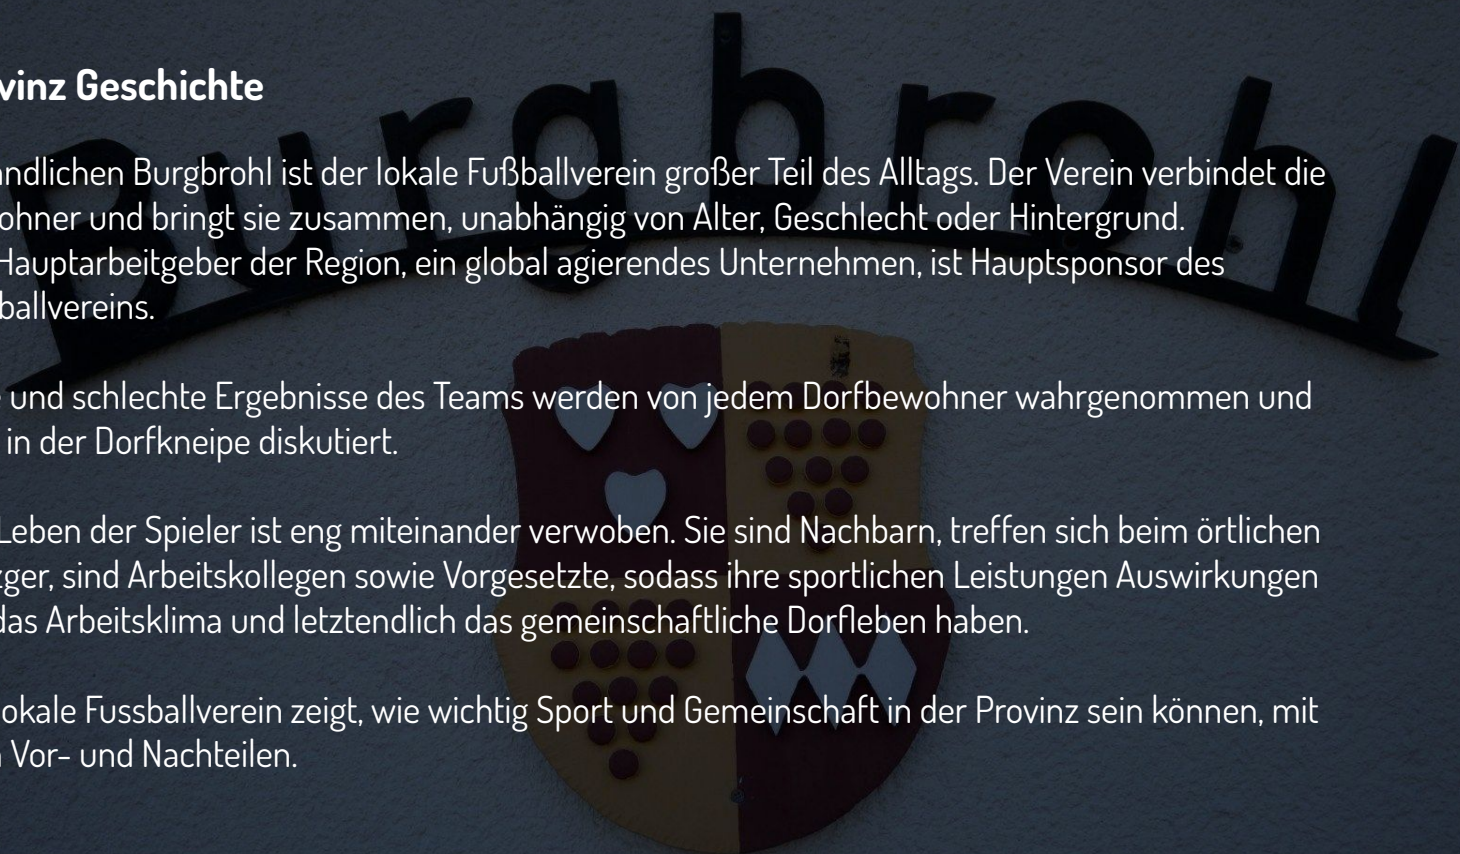 Burgbrohl
vinz Geschichte
ndlichen Burgbrohl ist der lokale Fußballverein großer Teil des Alltags. Der Verein verbindet die
ohner und bringt sie zusammen, unabhängig von Alter, Geschlecht oder Hintergrund.
Hauptarbeitgeber der Region, ein global agierendes Unternehmen, ist Hauptsponsor des
ballvereins.
und schlechte Ergebnisse des Teams werden von jedem Dorfbewohner wahrgenommen und
in der Dorfkneipe diskutiert.
Leben der Spieler ist eng miteinander verwoben. Sie sind Nachbarn, treffen sich beim örtlichen
zger, sind Arbeitskollegen sowie Vorgesetzte, sodass ihre sportlichen Leistungen Auswirkungen
das Arbeitsklima und letztendlich das gemeinschaftliche Dorfleben haben.
okale Fussballverein zeigt, wie wichtig Sport und Gemeinschaft in der Provinz sein können, mit
Vor- und Nachteilen.